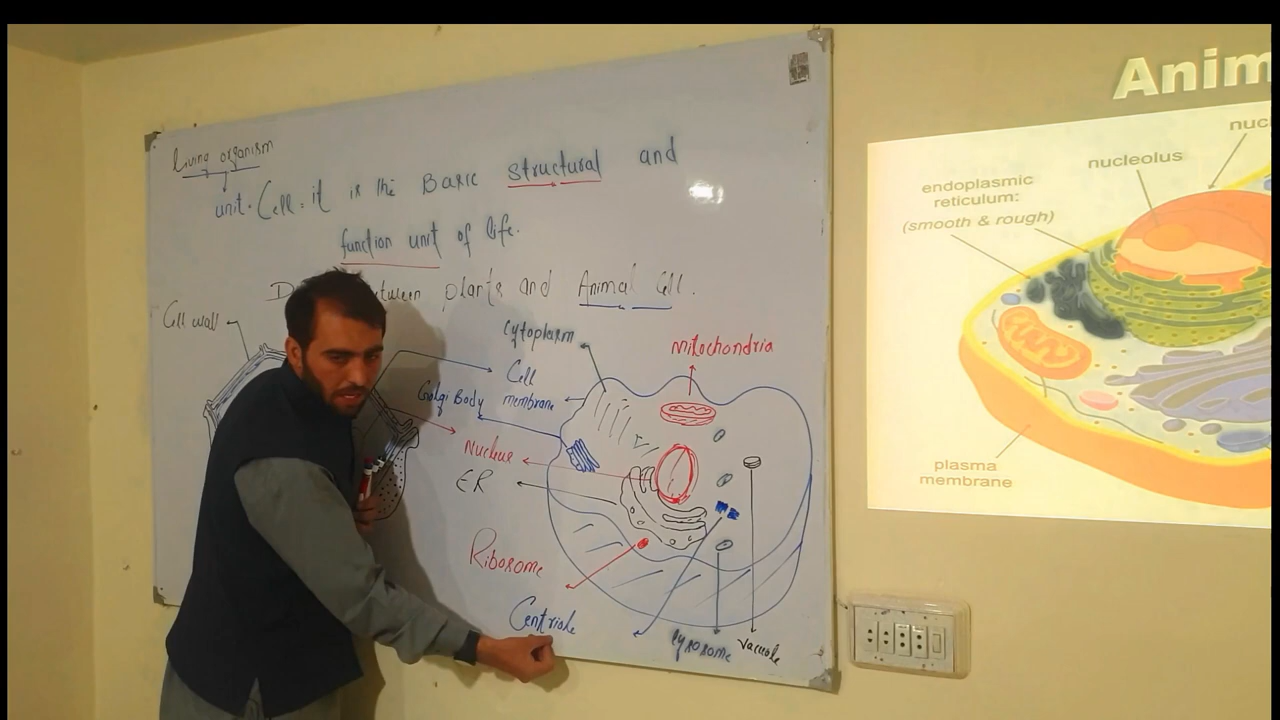 Living organism
unit. Cell: it is the Basic structural and
function unit of life.
between plants and Animal Cell.
Cell wall
Cytoplasm
Mitochondria
Cell
membrane
Golgi Body
Nucleus
ER
Ribosome
Centriole
Lysosome
Vacuole
Anim
nucl
nucleolus
endoplasmic
reticulum:
(smooth & rough)
plasma
membrane